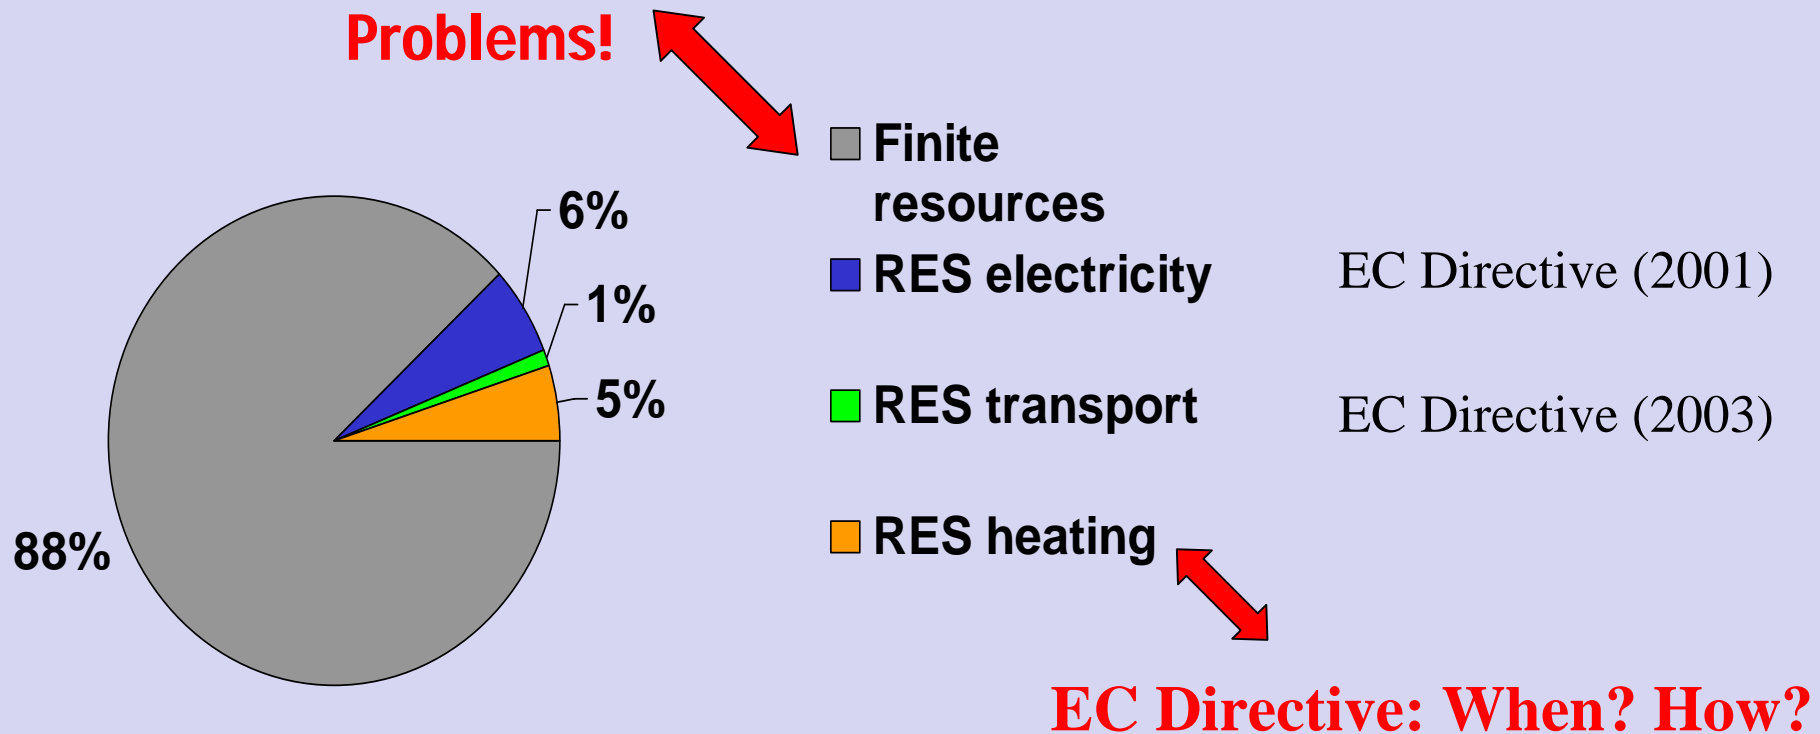 Problems!
Finite
resources
6%
RES electricity
EC Directive (2001)
1%
5%
RES transport
EC Directive (2003)
88%
RES heating
EC Directive: When? How?